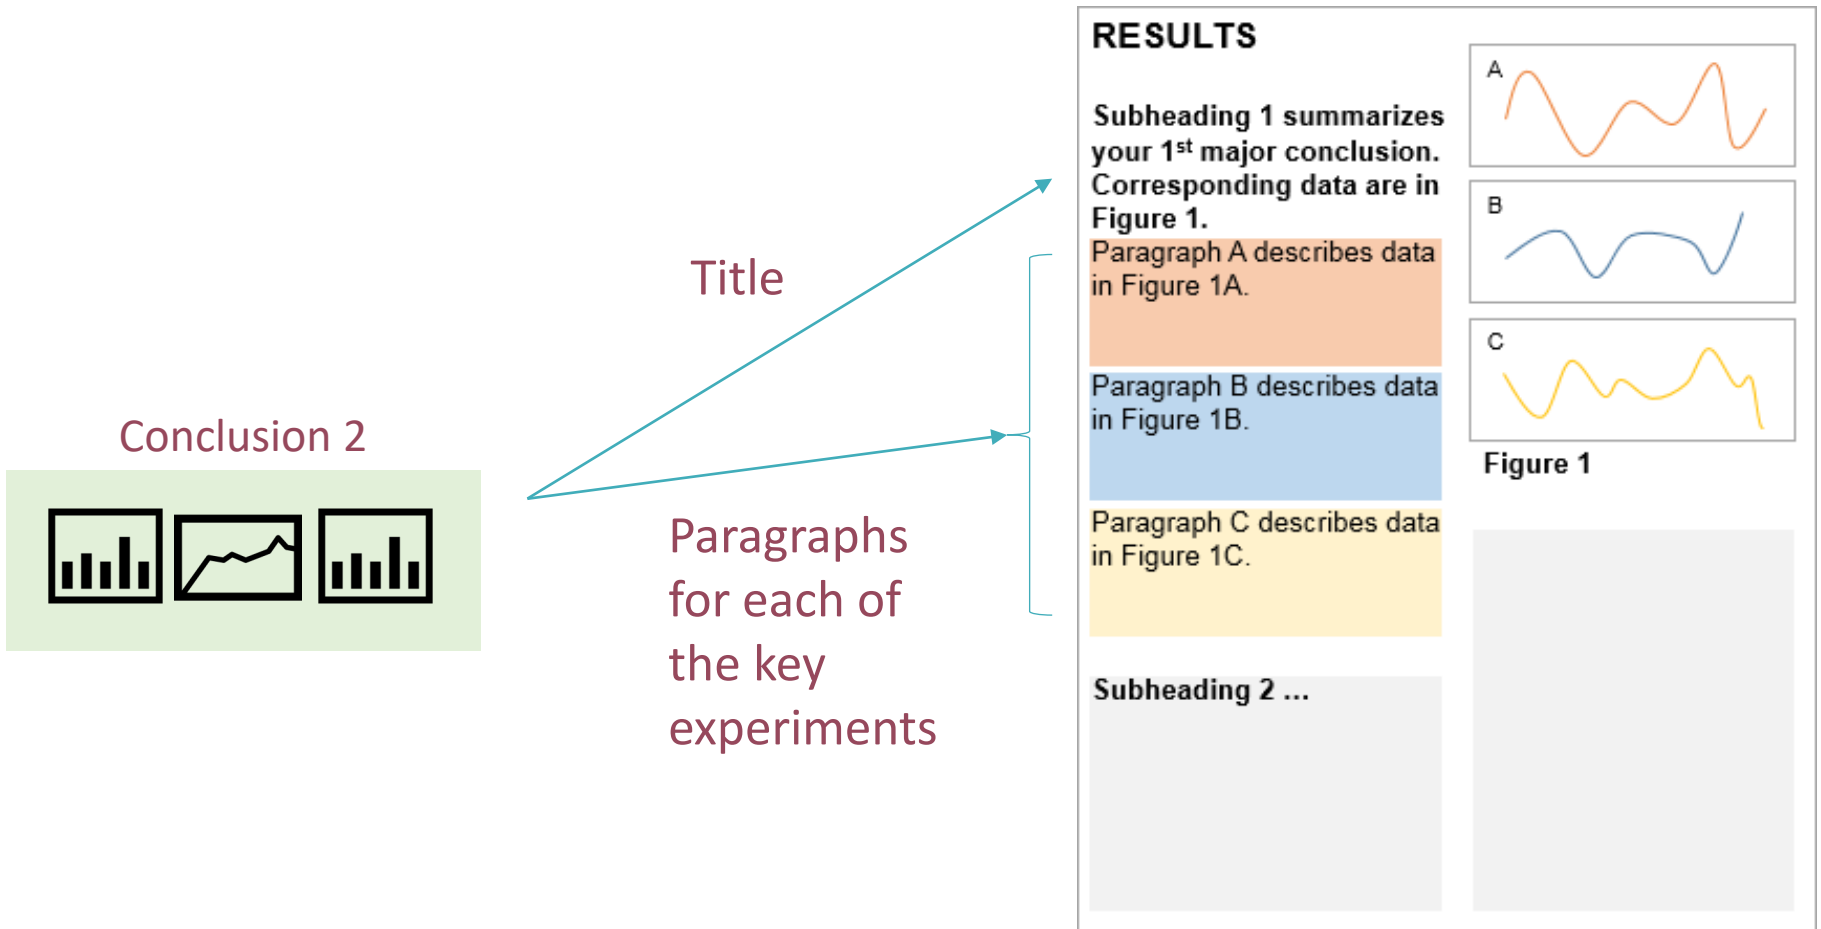 Conclusion 2
Title
Paragraphs
for each of
the key
experiments
RESULTS
Subheading 1 summarizes
your 1st major conclusion.
Corresponding data are in
Figure 1.
Paragraph A describes data
in Figure 1A.
Paragraph B describes data
in Figure 1B.
Paragraph C describes data
in Figure 1C.
Subheading 2 ...
A
B
C
Figure 1